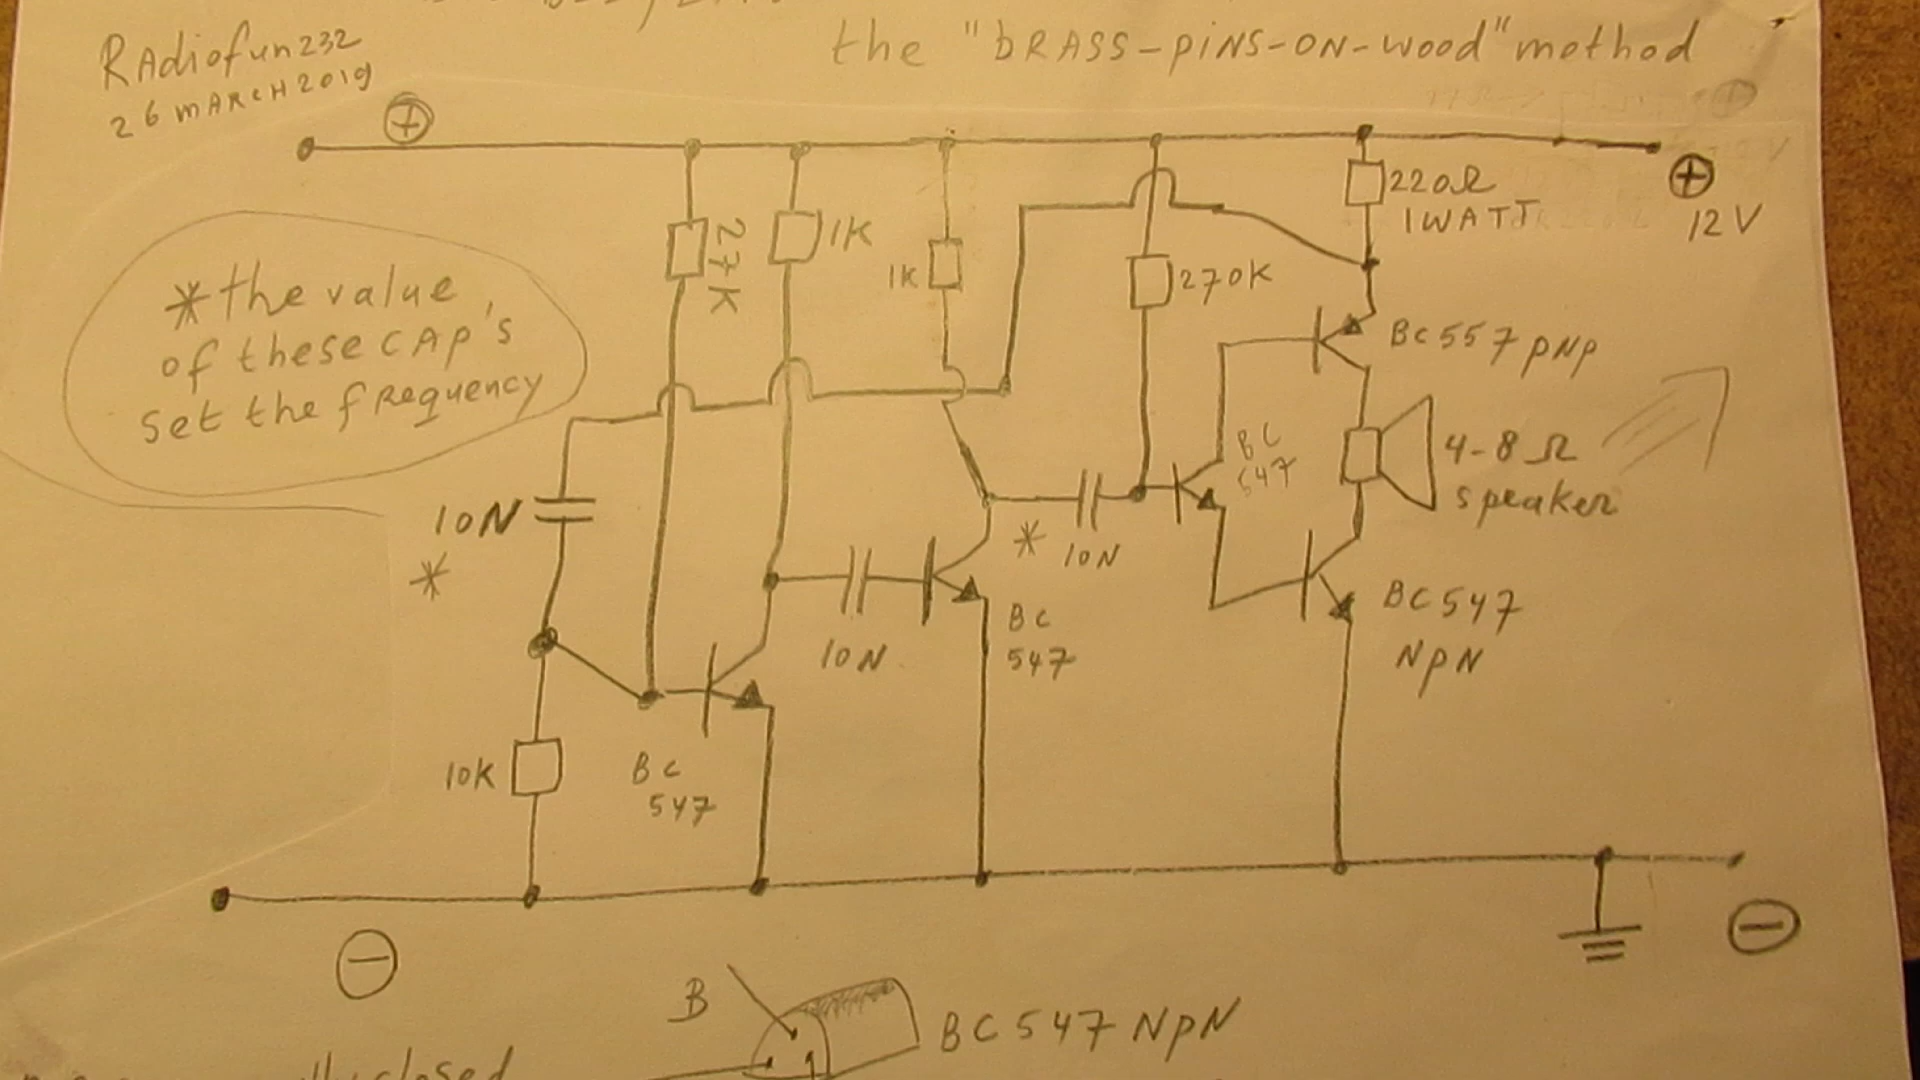 the "bRASS-piNS-ON-wood" method
RAdiofun232
26 mARcH 2019
+
+
12V
220Ω
1WATT
27K
1K
1K
270K
*the value
of these CAp's
set the fRequency
BC557 pNp
BC
547
4-8 Ω
speaker
10N
*
* 10N
10N
BC
547
BC547
NpN
10K
BC
547
−
−
B
BC547 NpN
closed